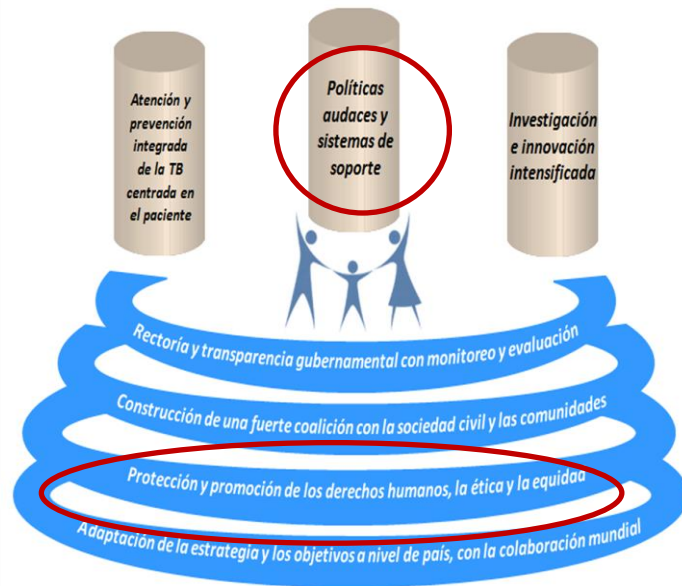 Atención y
prevención
integrada
de la TB
centrada en
el paciente
Políticas
audaces y
sistemas de
soporte
Investigación
e innovación
intensificada
Rectoría y transparencia gubernamental con monitoreo y evaluación
Construcción de una fuerte coalición con la sociedad civil y las comunidades
Protección y promoción de los derechos humanos, la ética y la equidad
Adaptación de la estrategia y los objetivos a nivel de país, con la colaboración mundial